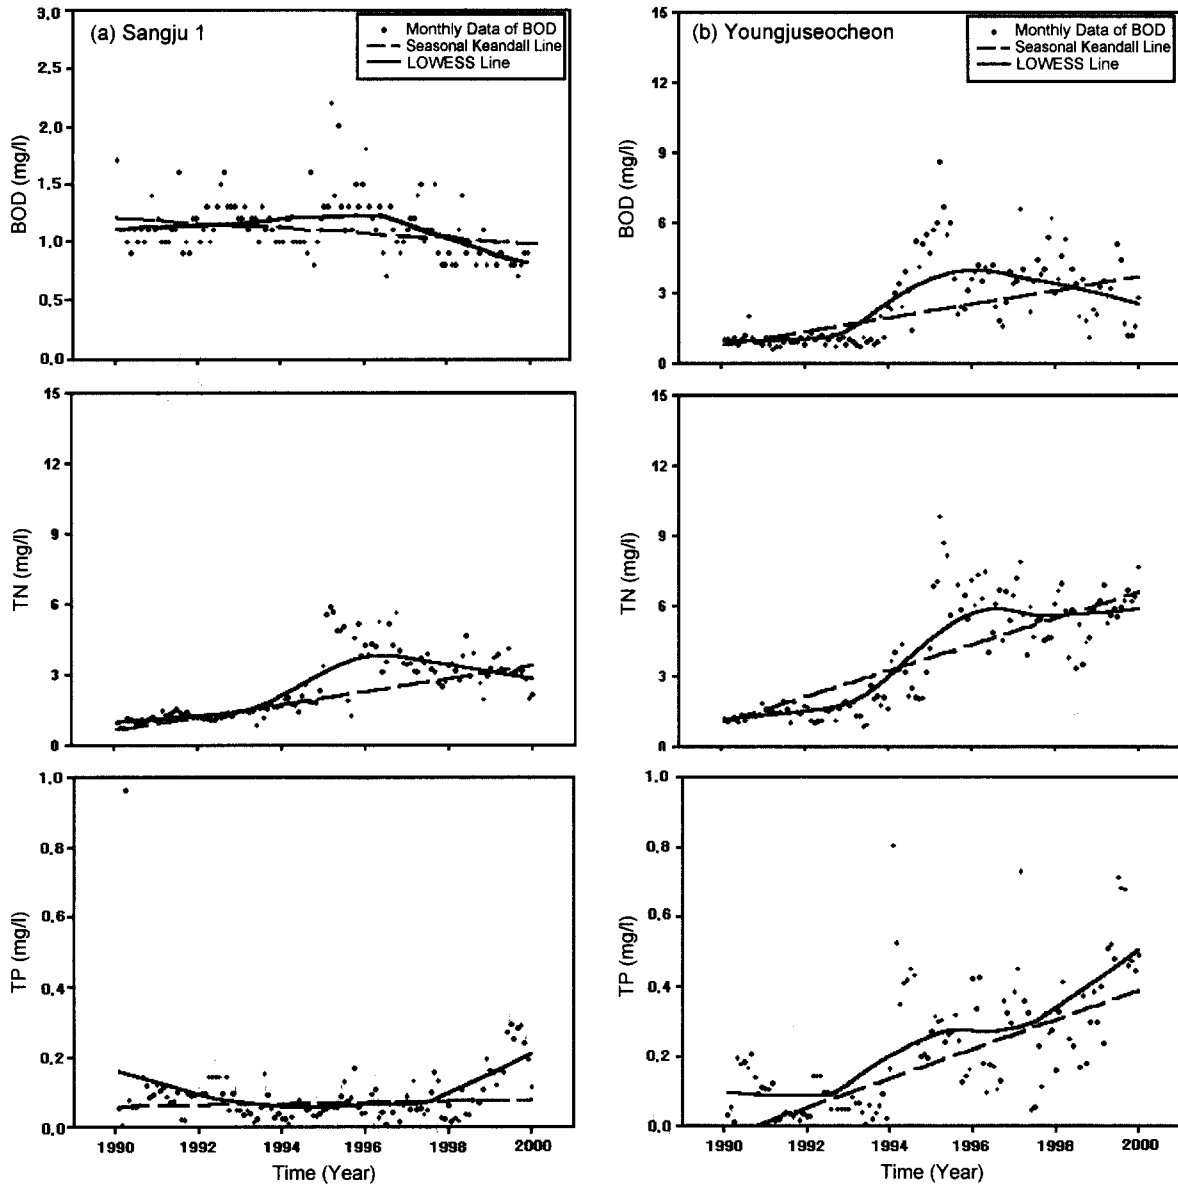 (a) Sangju 1
Monthly Data of BOD
Seasonal Keandall Line
LOWESS Line
3.0
2.5
2.0
1.5
1.0
0.5
0.0
BOD (mg/l)
(b) Youngjuseocheon
Monthly Data of BOD
Seasonal Keandall Line
LOWESS Line
15
12
9
6
3
0
BOD (mg/l)
15
12
9
6
3
0
TN (mg/l)
15
12
9
6
3
0
TN (mg/l)
1.0
0.8
0.6
0.4
0.2
0.0
TP (mg/l)
1990 1992 1994 1996 1998 2000
Time (Year)
1.0
0.8
0.6
0.4
0.2
0.0
TP (mg/l)
1990 1992 1994 1996 1998 2000
Time (Year)